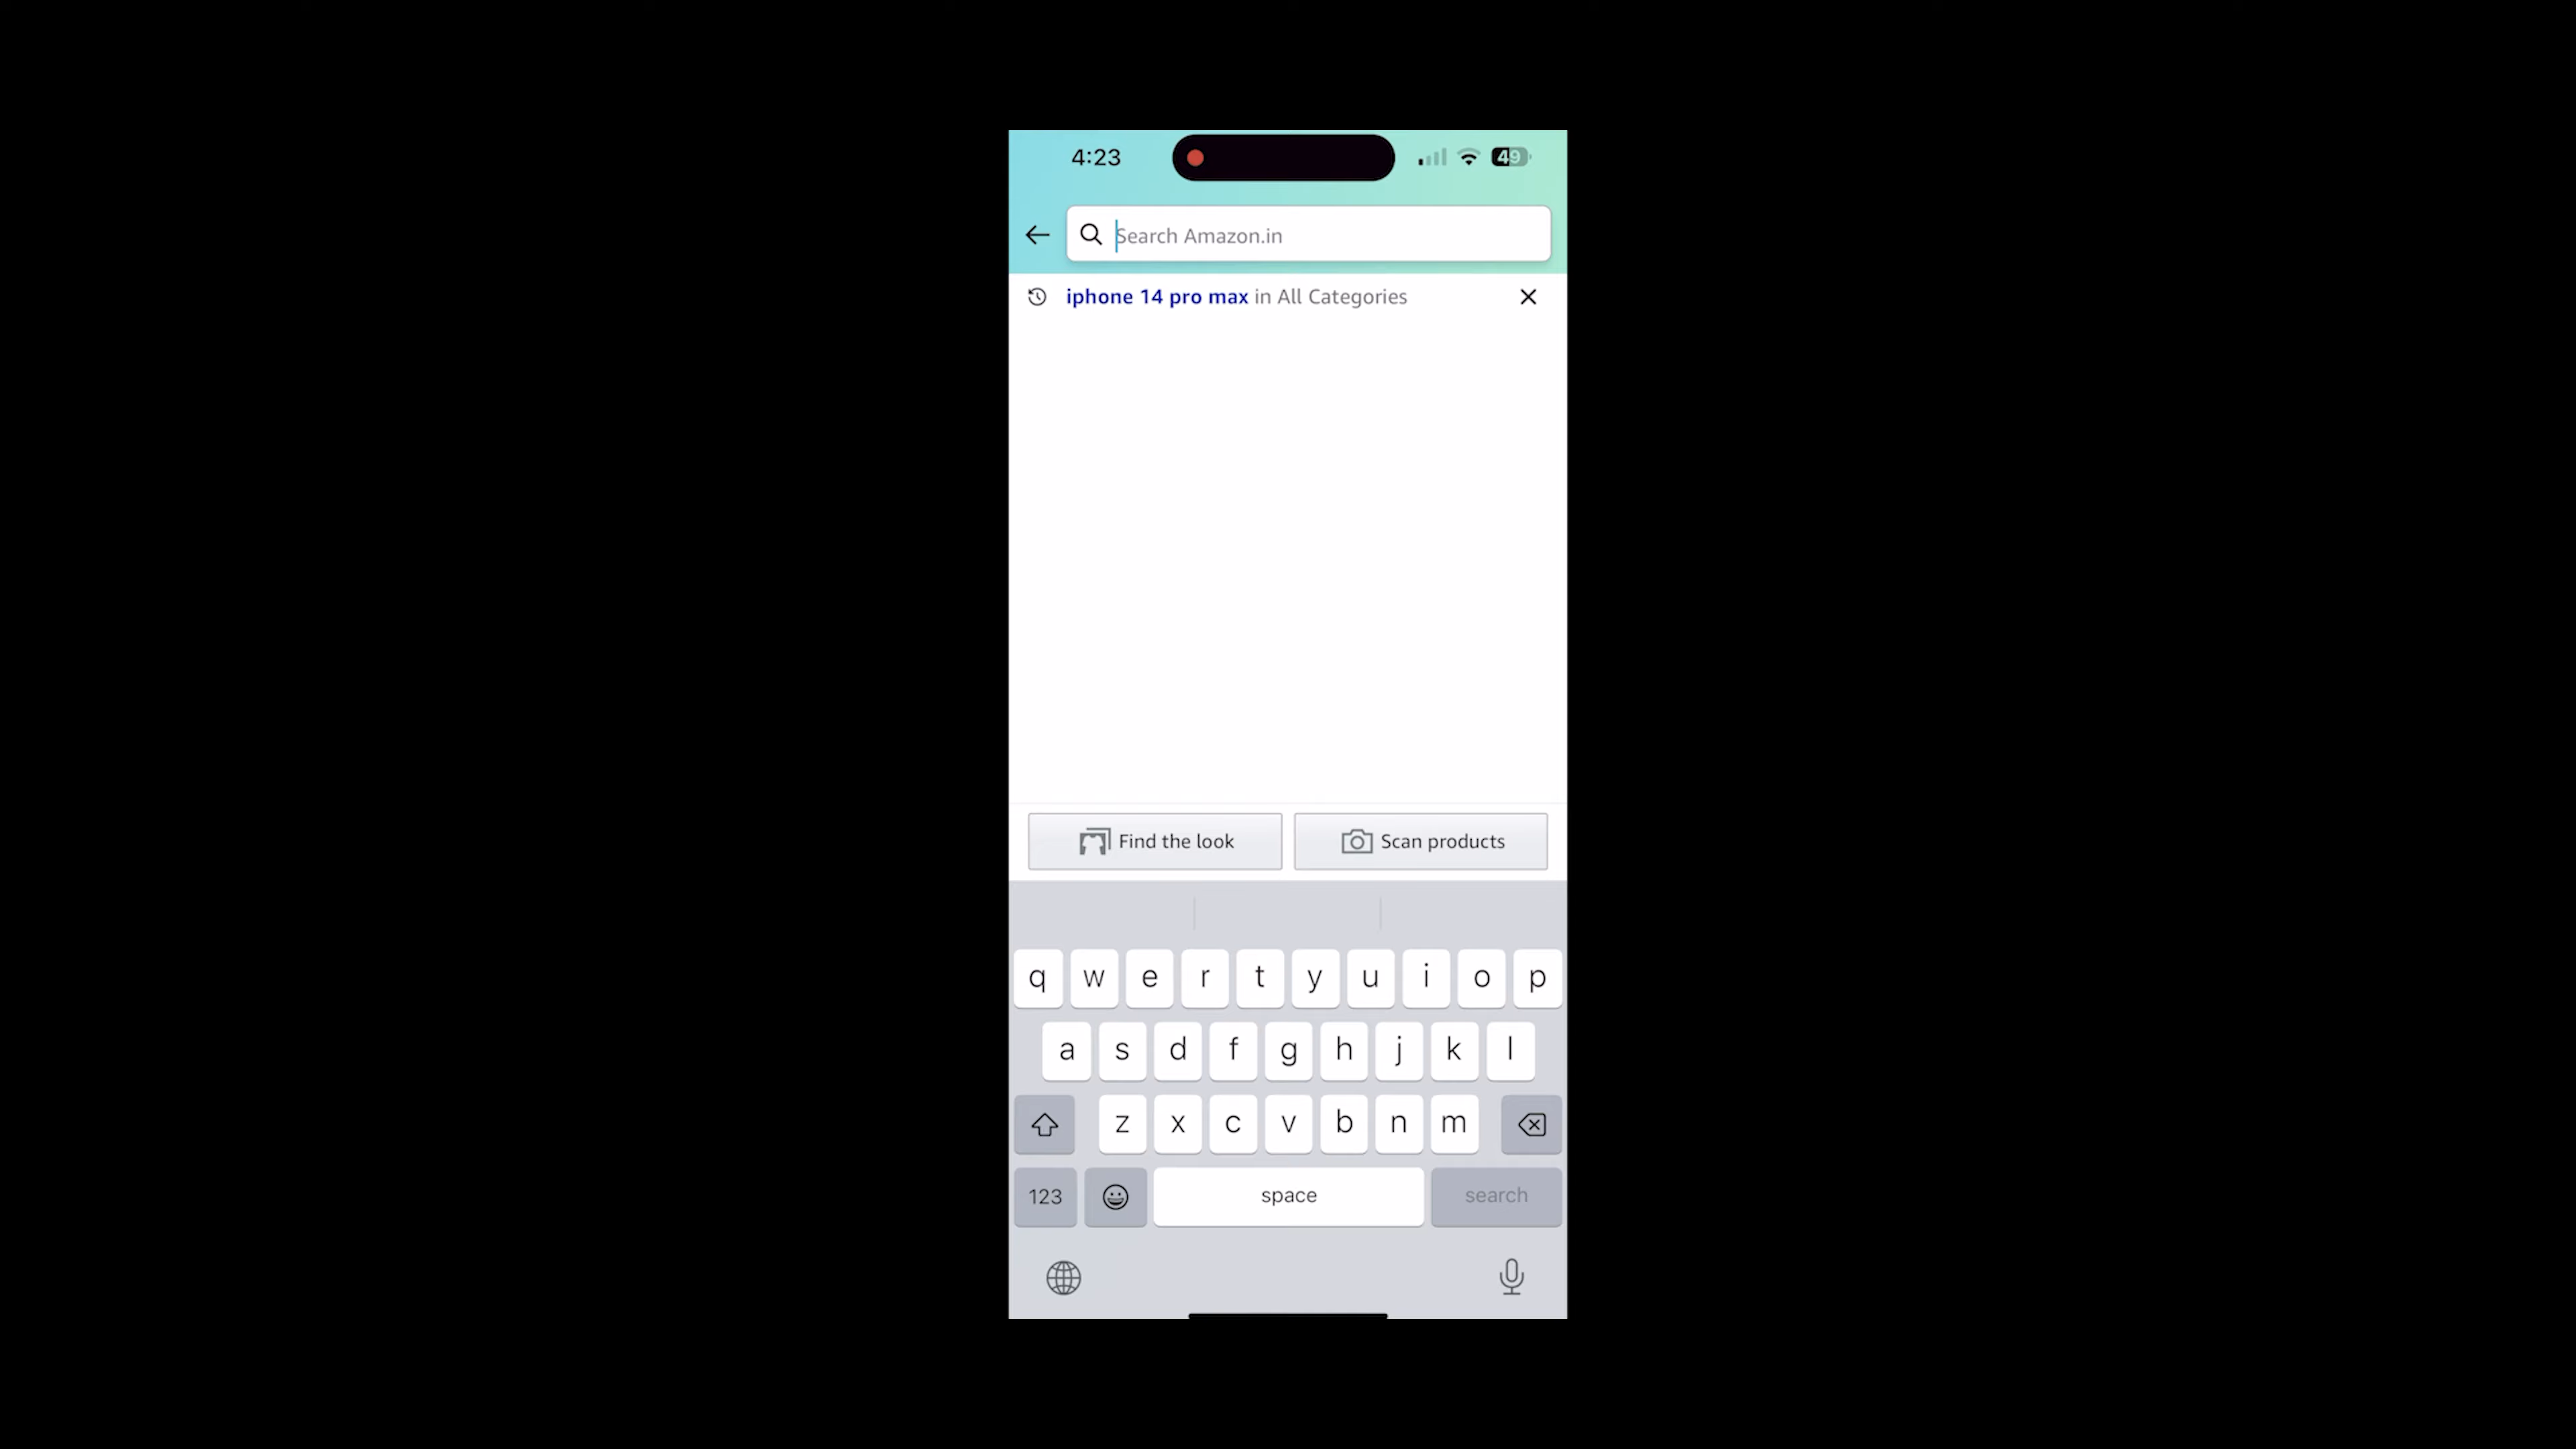 4:23
49
Search Amazon.in
iphone 14 pro max in All Categories
Find the look
Scan products
q w e r t y u i o p
a s d f g h j k l
z x c v b n m
123 space search